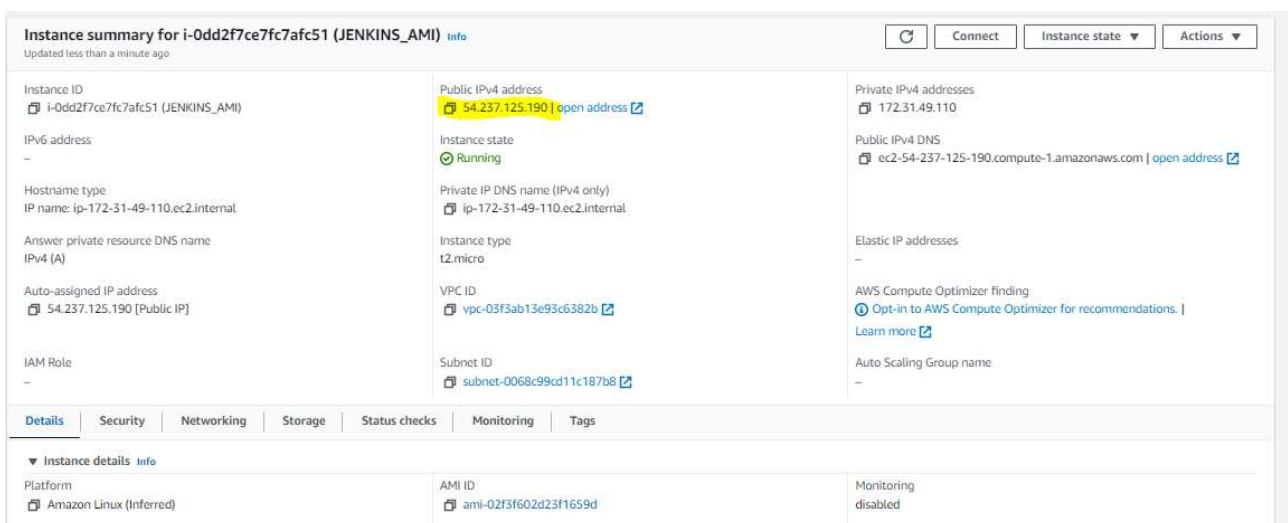 Instance summary for i-0dd2f7ce7fc7afc51 (JENKINS_AMI) Info
Updated less than a minute ago
Connect
Instance state
Actions
Instance ID
i-0dd2f7ce7fc7afc51 (JENKINS_AMI)
Public IPv4 address
54.237.125.190 | open address
Private IPv4 addresses
172.31.49.110
IPv6 address
–
Instance state
Running
Public IPv4 DNS
ec2-54-237-125-190.compute-1.amazonaws.com | open address
Hostname type
IP name: ip-172-31-49-110.ec2.internal
Private IP DNS name (IPv4 only)
ip-172-31-49-110.ec2.internal
Answer private resource DNS name
IPv4 (A)
Instance type
t2.micro
Elastic IP addresses
–
Auto-assigned IP address
54.237.125.190 [Public IP]
VPC ID
vpc-03f3ab13e93c6382b
AWS Compute Optimizer finding
Opt-in to AWS Compute Optimizer for recommendations. |
Learn more
IAM Role
–
Subnet ID
subnet-0068c99cd11c187b8
Auto Scaling Group name
–
Details
Security
Networking
Storage
Status checks
Monitoring
Tags
Instance details Info
Platform
Amazon Linux (Inferred)
AMI ID
ami-02f3f602d23f1659d
Monitoring
disabled